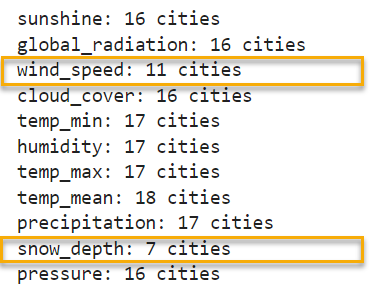 sunshine: 16 cities
global_radiation: 16 cities
wind_speed: 11 cities
cloud_cover: 16 cities
temp_min: 17 cities
humidity: 17 cities
temp_max: 17 cities
temp_mean: 18 cities
precipitation: 17 cities
snow_depth: 7 cities
pressure: 16 cities